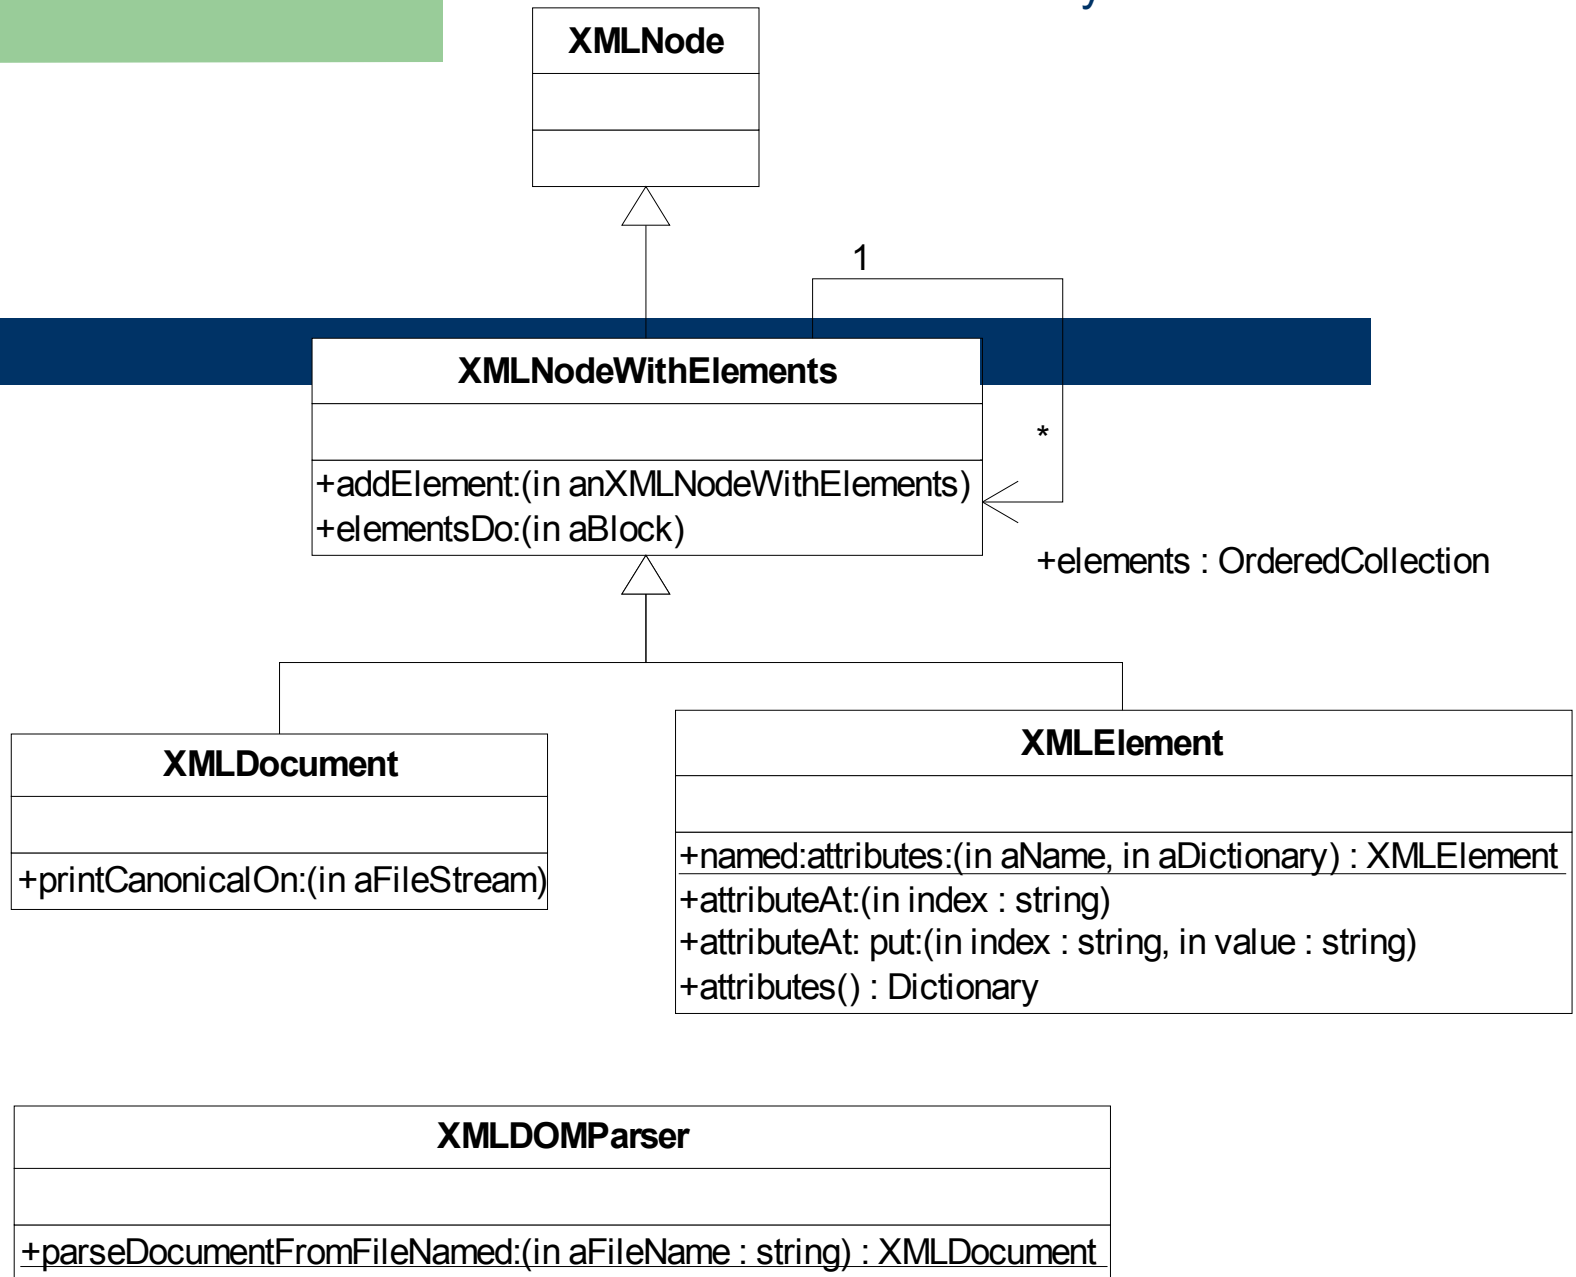 XMLNode
1
XMLNodeWithElements
*
+addElement:(in anXMLNodeWithElements)
+elementsDo:(in aBlock)
+elements : OrderedCollection
XMLDocument
+printCanonicalOn:(in aFileStream)
XMLElement
+named:attributes:(in aName, in aDictionary) : XMLElement
+attributeAt:(in index : string)
+attributeAt: put:(in index : string, in value : string)
+attributes() : Dictionary
XMLDOMParser
+parseDocumentFromFileNamed:(in aFileName : string) : XMLDocument